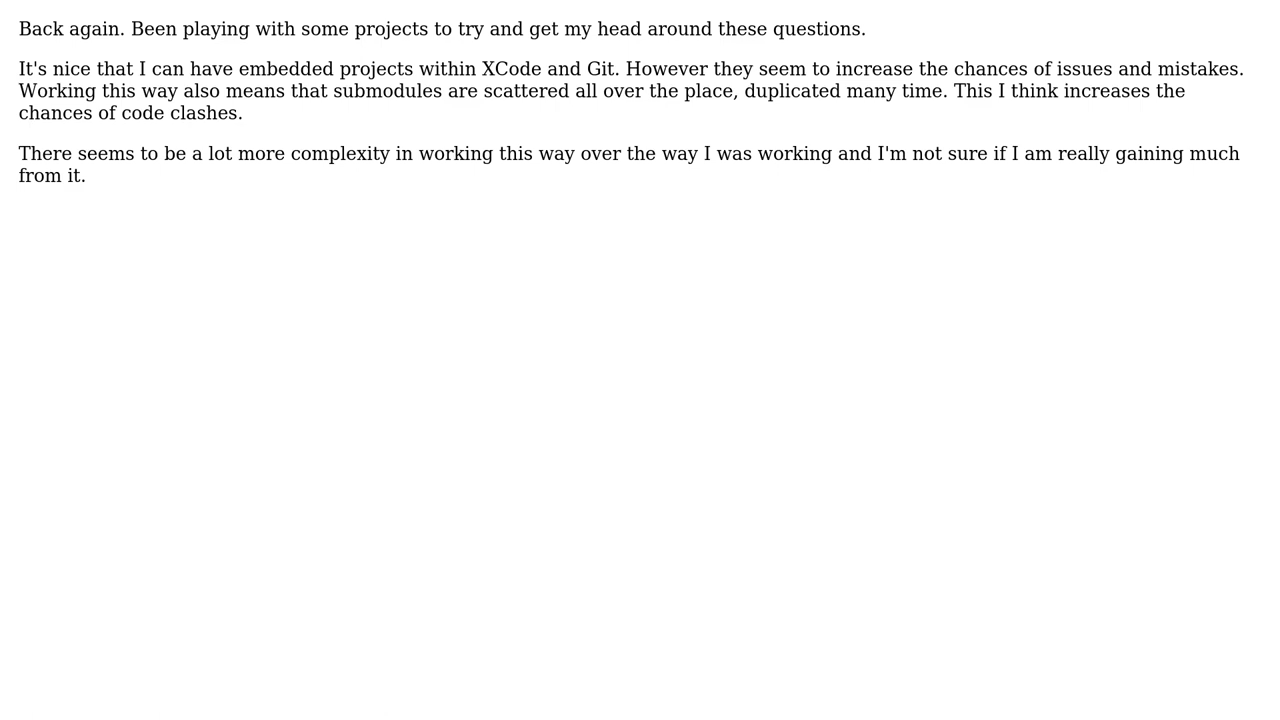 Back again. Been playing with some projects to try and get my head around these questions.
It's nice that I can have embedded projects within XCode and Git. However they seem to increase the chances of issues and mistakes.
Working this way also means that submodules are scattered all over the place, duplicated many time. This I think increases the
chances of code clashes.
There seems to be a lot more complexity in working this way over the way I was working and I'm not sure if I am really gaining much
from it.